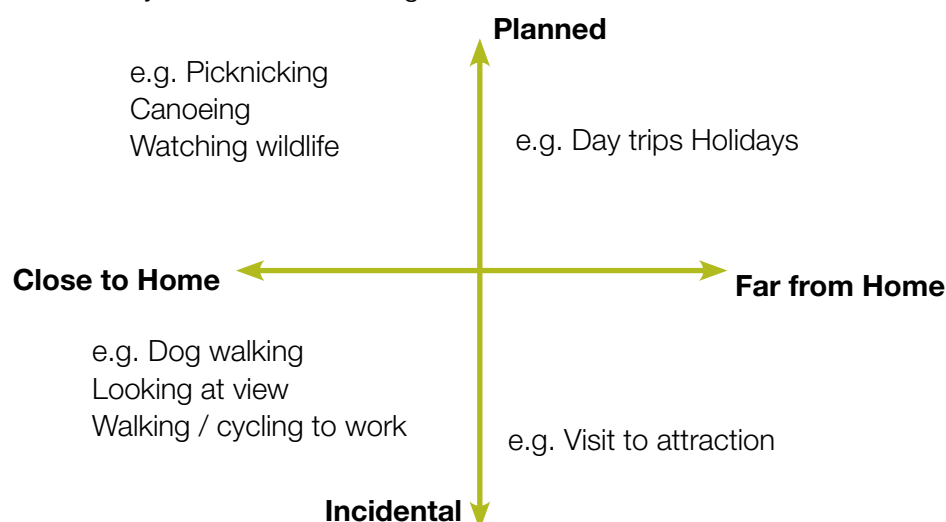 Planned
e.g. Picknicking
Canoeing
Watching wildlife
e.g. Day trips Holidays
Close to Home
Far from Home
e.g. Dog walking
Looking at view
Walking / cycling to work
e.g. Visit to attraction
Incidental